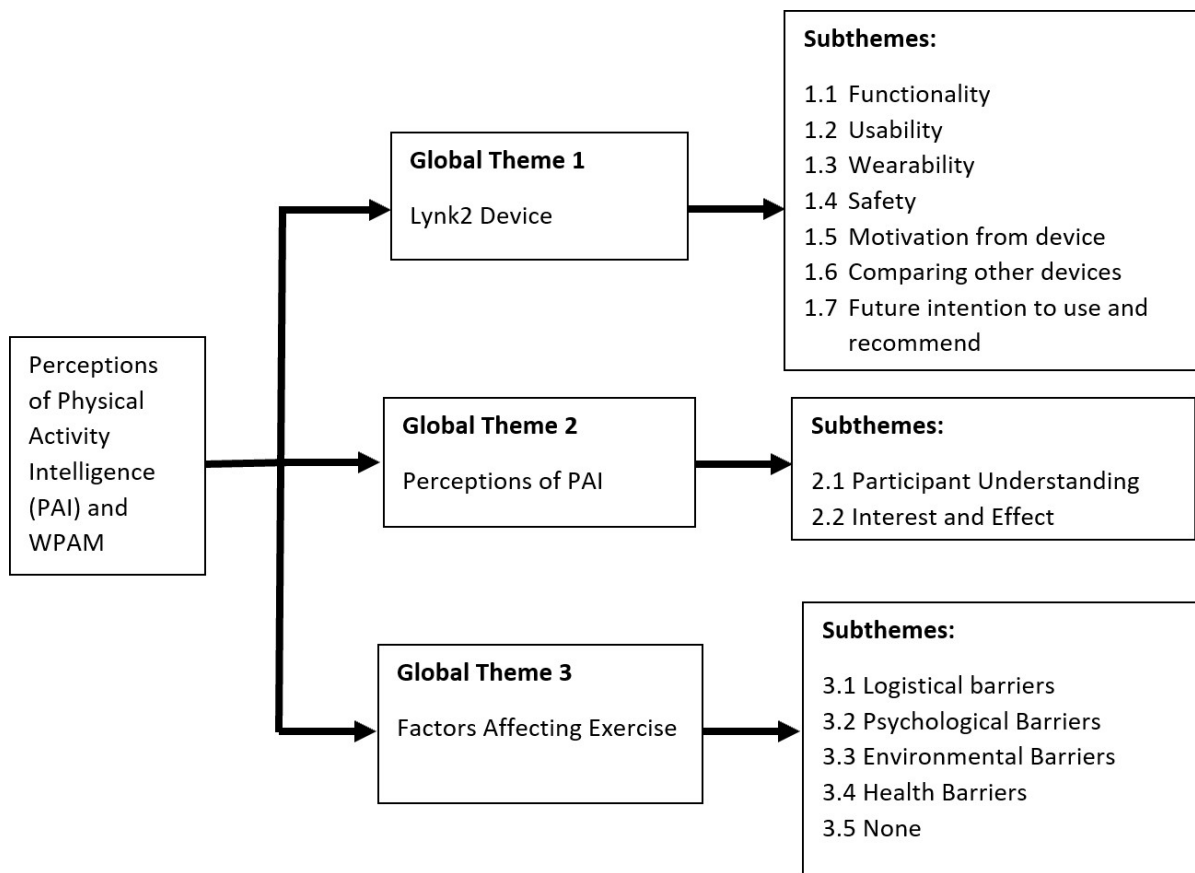 Perceptions
of Physical
Activity
Intelligence
(PAI) and
WPAM
Global Theme 1
Lynk2 Device
Subthemes:
1.1 Functionality
1.2 Usability
1.3 Wearability
1.4 Safety
1.5 Motivation from device
1.6 Comparing other devices
1.7 Future intention to use and
recommend
Global Theme 2
Perceptions of PAI
Subthemes:
2.1 Participant Understanding
2.2 Interest and Effect
Global Theme 3
Factors Affecting Exercise
Subthemes:
3.1 Logistical barriers
3.2 Psychological Barriers
3.3 Environmental Barriers
3.4 Health Barriers
3.5 None